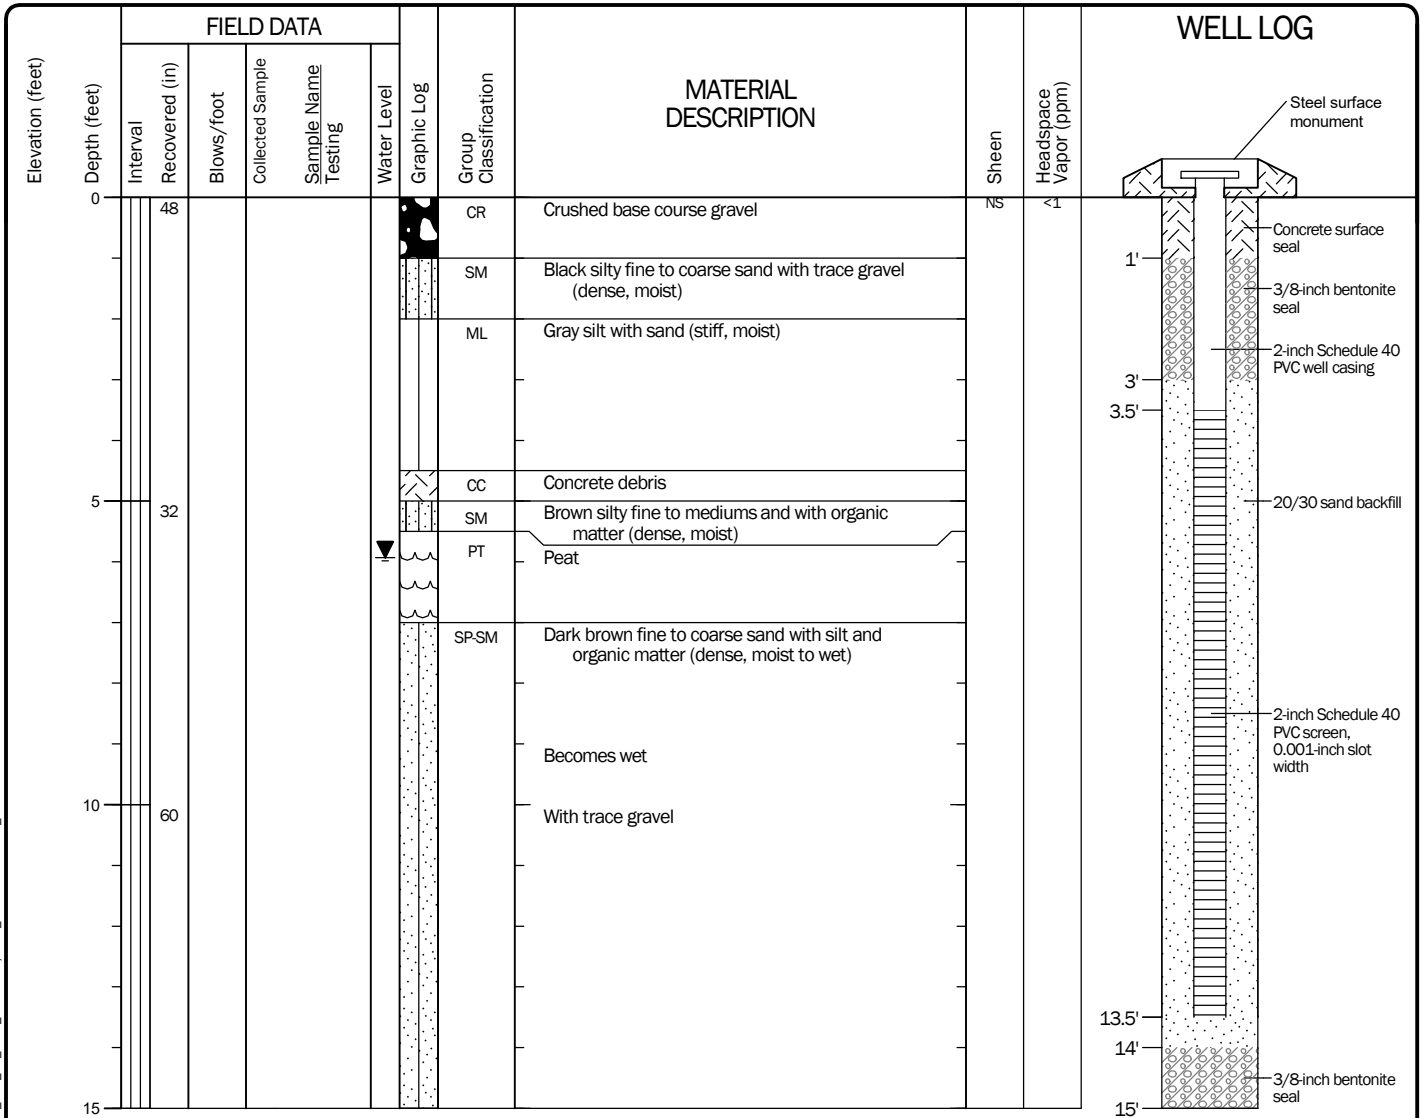 FIELD DATA
WELL LOG
Elevation (feet)
Depth (feet)
Interval
Recovered (in)
Blows/foot
Collected Sample
Sample Name
Testing
Water Level
Graphic Log
Group
Classification
MATERIAL
DESCRIPTION
Sheen
Headspace
Vapor (ppm)
Steel surface
monument
0
48
CR
Crushed base course gravel
NS
<1
Concrete surface
seal
1'
SM
Black silty fine to coarse sand with trace gravel
(dense, moist)
3/8-inch bentonite
seal
ML
Gray silt with sand (stiff, moist)
2-inch Schedule 40
PVC well casing
3'
3.5'
CC
Concrete debris
5
32
SM
Brown silty fine to mediums and with organic
matter (dense, moist)
20/30 sand backfill
PT
Peat
SP-SM
Dark brown fine to coarse sand with silt and
organic matter (dense, moist to wet)
2-inch Schedule 40
PVC screen,
0.001-inch slot
width
Becomes wet
10
60
With trace gravel
13.5'
14'
3/8-inch bentonite
seal
15
15'